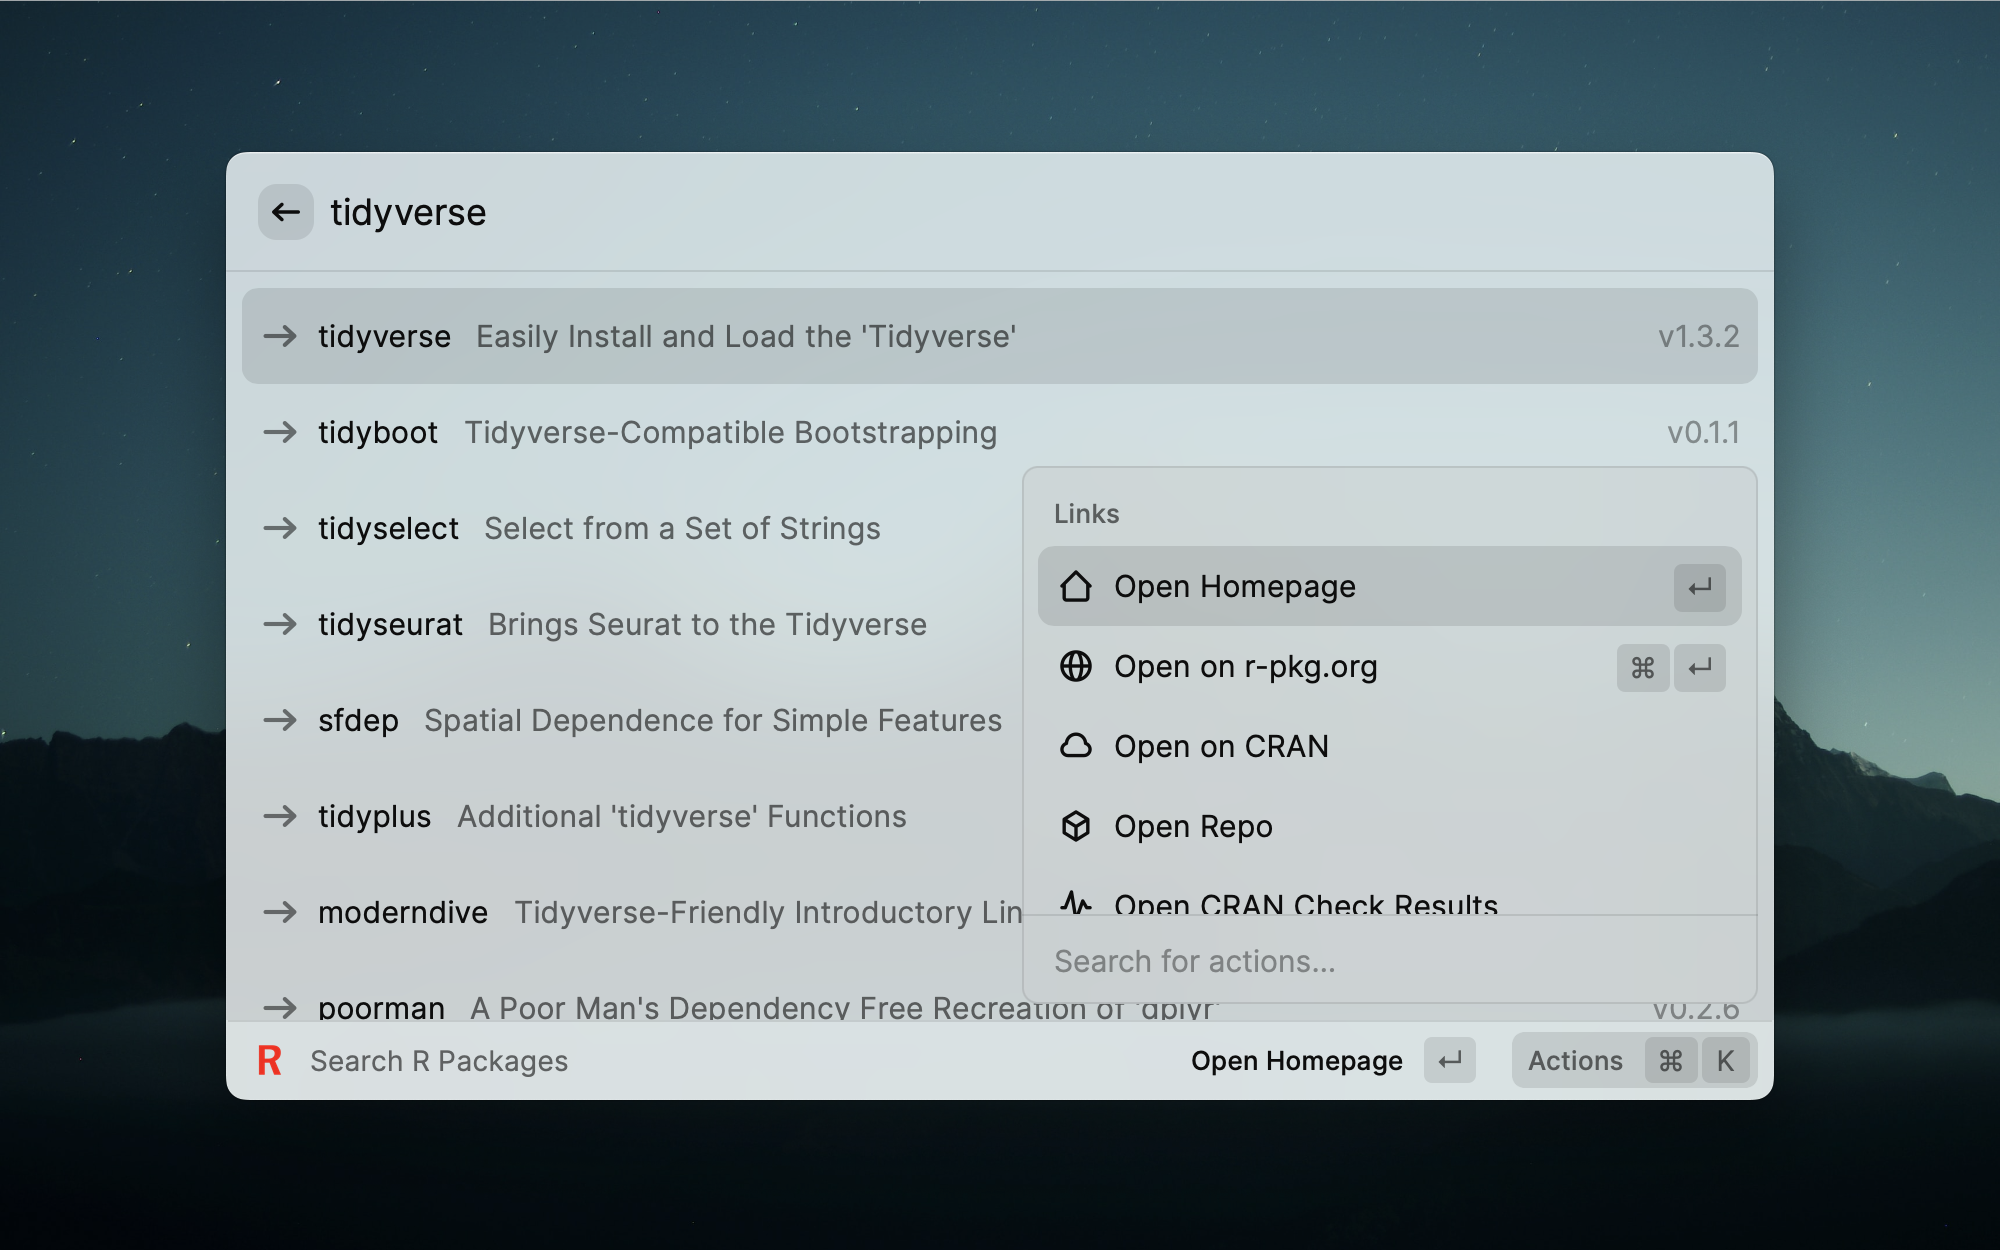 tidyverse
tidyverse Easily Install and Load the 'Tidyverse' v1.3.2
tidyboot Tidyverse-Compatible Bootstrapping v0.1.1
tidyselect Select from a Set of Strings
tidyseurat Brings Seurat to the Tidyverse
sfdep Spatial Dependence for Simple Features
tidyplus Additional 'tidyverse' Functions
moderndive Tidyverse-Friendly Introductory Lin
poorman A Poor Man's Dependency Free Recreation of 'dplyr' v0.2.6
Links
Open Homepage ↵
Open on r-pkg.org ⌘ ↵
Open on CRAN
Open Repo
Open CRAN Check Results
Search for actions...
R Search R Packages
Open Homepage ↵
Actions ⌘ K